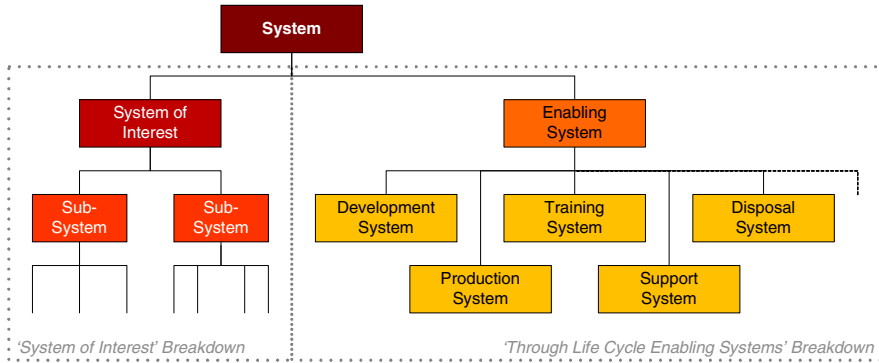 System
System of
Interest
Enabling
System
Sub-
System
Sub-
System
Development
System
Training
System
Disposal
System
Production
System
Support
System
‘System of Interest’ Breakdown
‘Through Life Cycle Enabling Systems’ Breakdown